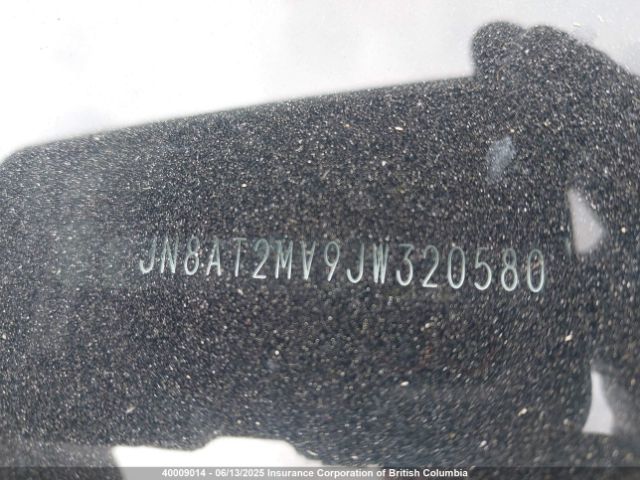 JN8AT2MV9JW320580
40009014 - 06/13/2025 Insurance Corporation of British Columbia